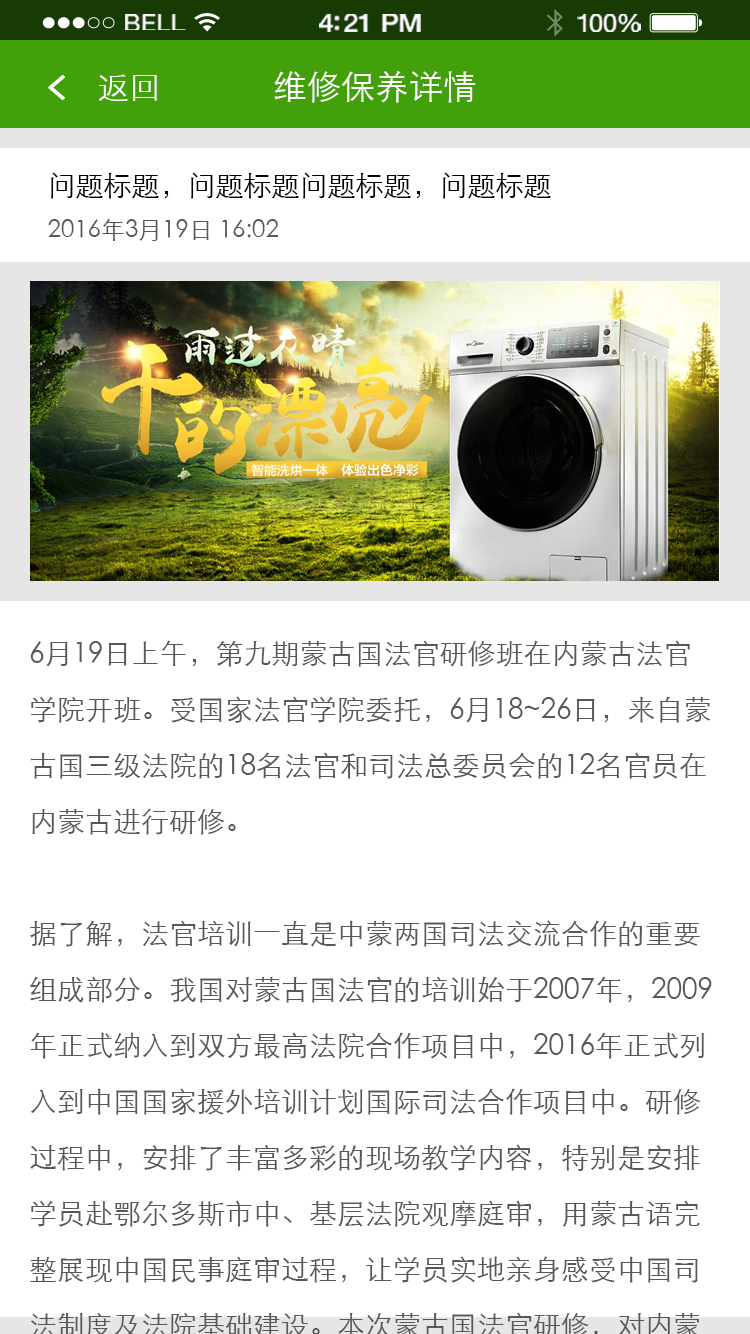 BELL 4:21 PM 100%
返回 维修保养详情
问题标题，问题标题问题标题，问题标题
2016年3月19日 16:02
雨过花晴
干的漂亮
智能洗烘一体 体验出色净彩
Midea
6月19日上午，第九期蒙古国法官研修班在内蒙古法官
学院开班。受国家法官学院委托，6月18~26日，来自蒙
古国三级法院的18名法官和司法总委员会的12名官员在
内蒙古进行研修。
据了解，法官培训一直是中蒙两国司法交流合作的重要
组成部分。我国对蒙古国法官的培训始于2007年，2009
年正式纳入到双方最高法院合作项目中，2016年正式列
入到中国国家援外培训计划国际司法合作项目中。研修
过程中，安排了丰富多彩的现场教学内容，特别是安排
学员赴鄂尔多斯市中、基层法院观摩庭审，用蒙古语完
整展现中国民事庭审过程，让学员实地亲身感受中国司
法制度及法院基础建设。本次蒙古国法官研修，对内蒙